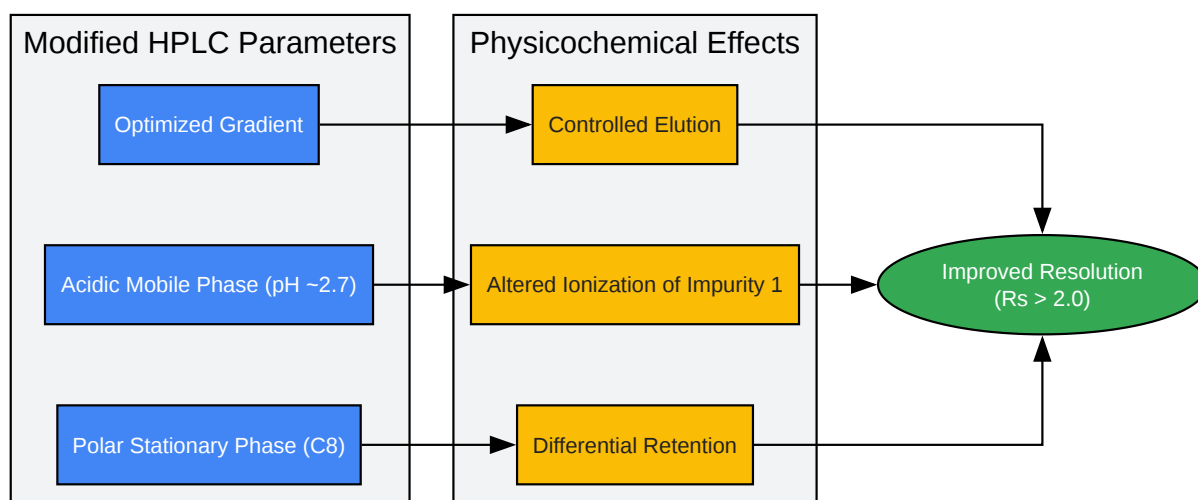 Modified HPLC Parameters
Physicochemical Effects
Optimized Gradient
Controlled Elution
Acidic Mobile Phase (pH ~2.7)
Altered Ionization of Impurity 1
Improved Resolution
(Rs > 2.0)
Polar Stationary Phase (C8)
Differential Retention